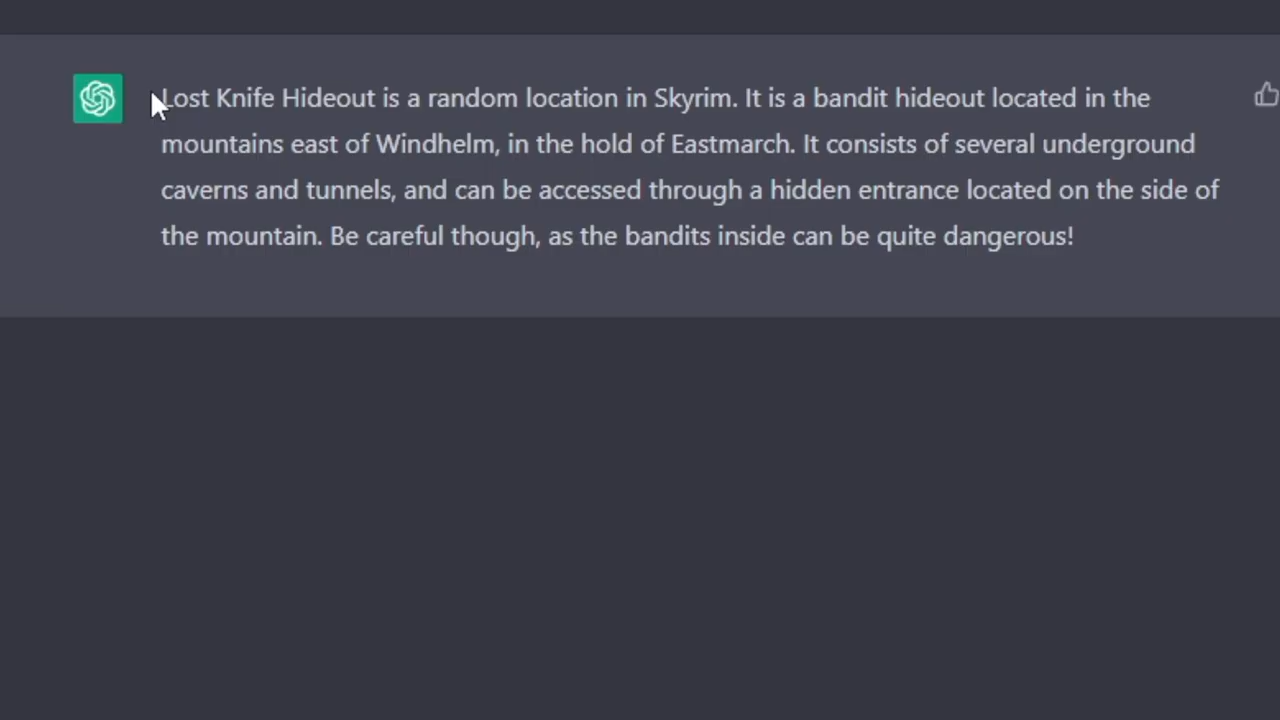 Lost Knife Hideout is a random location in Skyrim. It is a bandit hideout located in the
mountains east of Windhelm, in the hold of Eastmarch. It consists of several underground
caverns and tunnels, and can be accessed through a hidden entrance located on the side of
the mountain. Be careful though, as the bandits inside can be quite dangerous!